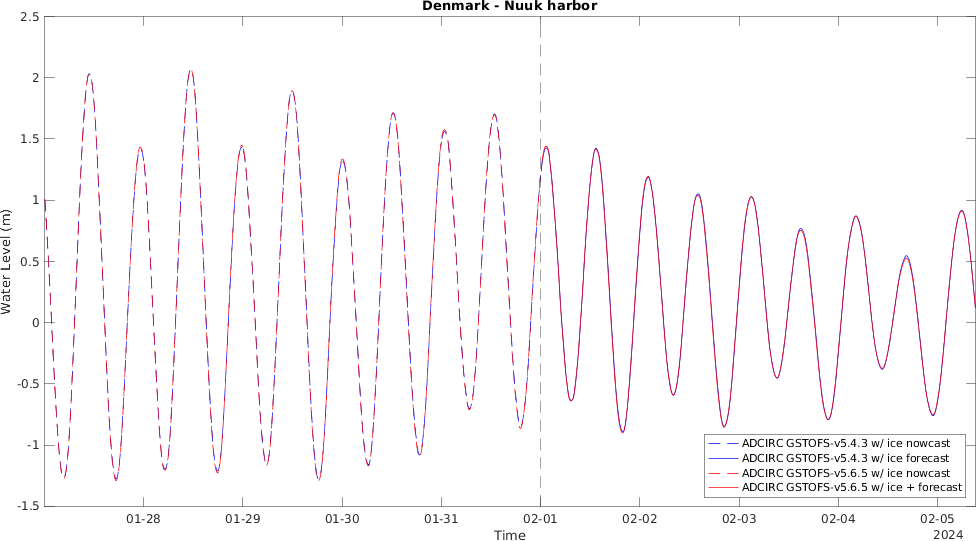 Denmark - Nuuk harbor
2.5
2
1.5
1
0.5
0
-0.5
-1
-1.5
Water Level (m)
01-28
01-29
01-30
01-31
02-01
02-02
02-03
02-04
02-05
Time
2024
ADCIRC GSTOFS-v5.4.3 w/ ice nowcast
ADCIRC GSTOFS-v5.4.3 w/ ice forecast
ADCIRC GSTOFS-v5.6.5 w/ ice nowcast
ADCIRC GSTOFS-v5.6.5 w/ ice + forecast